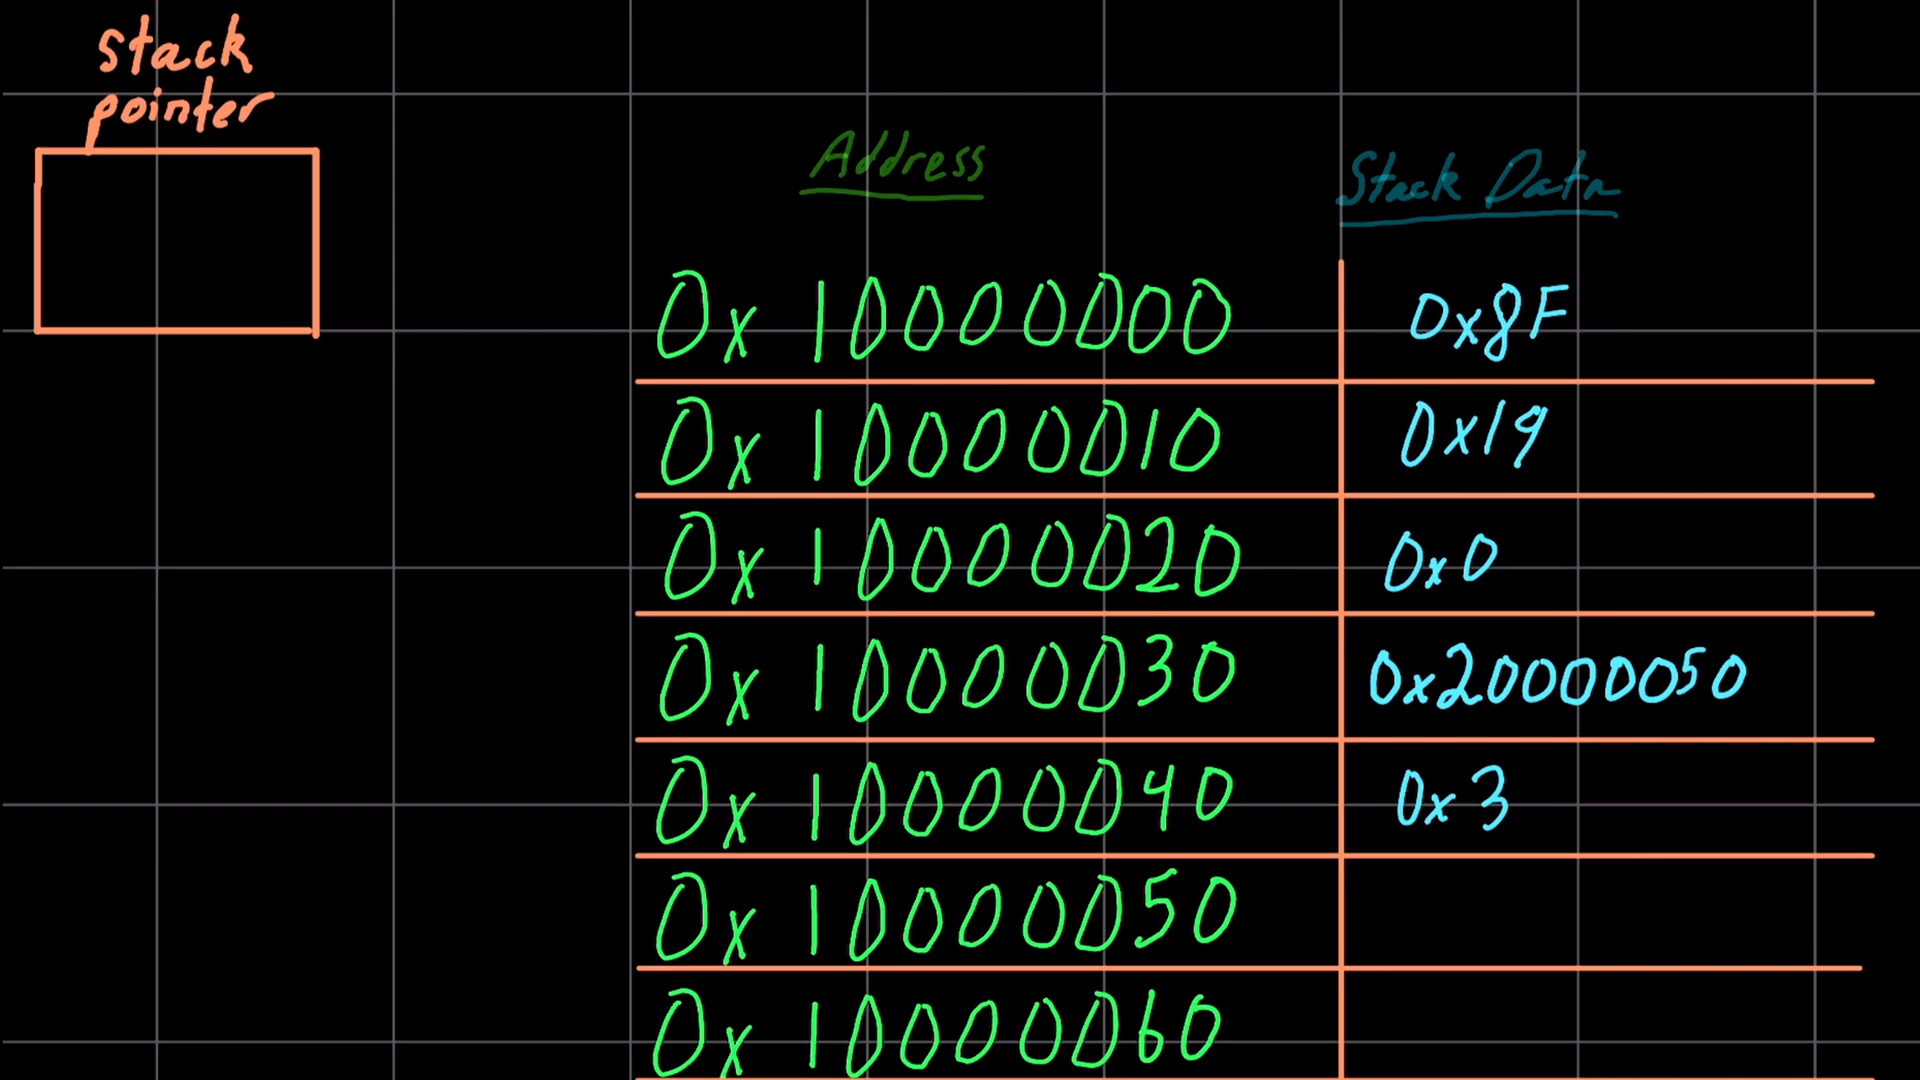 stack
pointer
Address
Stack Data
0x 10000000 0x8F
0x 10000010 0x19
0x 10000020 0x0
0x 10000030 0x20000050
0x 10000040 0x3
0x 10000050
0x 10000060